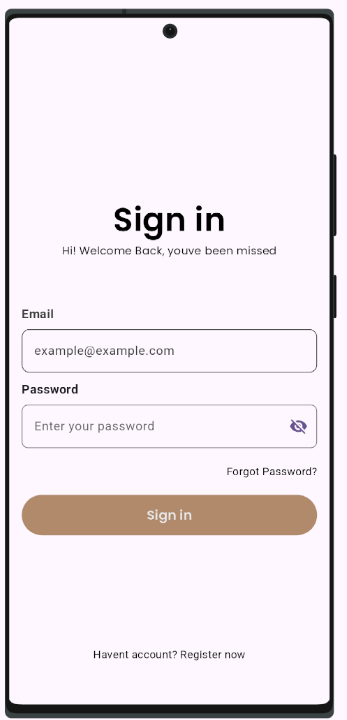 Sign in
Hi! Welcome Back, youve been missed
Email
example@example.com
Password
Enter your password
Forgot Password?
Sign in
Havent account? Register now